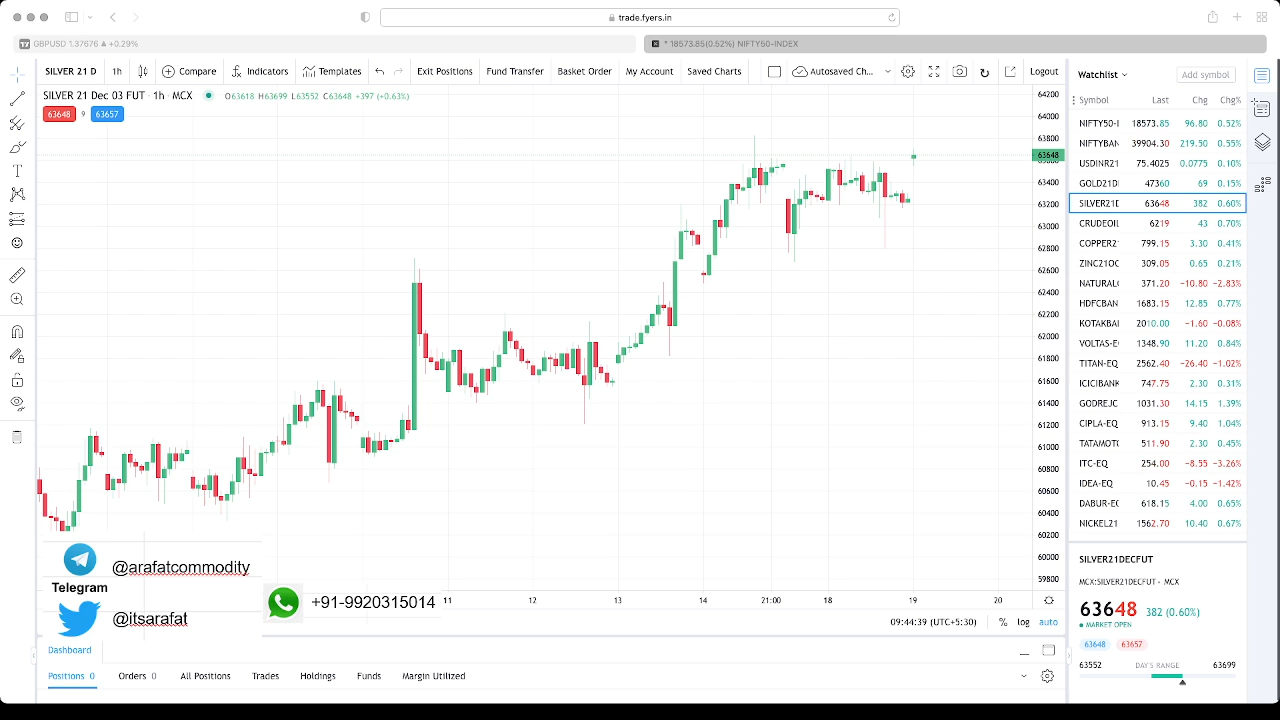 trade.fyers.in
GBPUSD 1.37676 ▲ +0.29%
* 18573.85(0.52%) NIFTY50-INDEX
SILVER 21 D 1h Compare Indicators Templates Exit Positions Fund Transfer Basket Order My Account Saved Charts Autosaved Ch... Logout
SILVER 21 Dec 03 FUT · 1h · MCX O63618 H63699 L63552 C63648 +397 (+0.63%)
63648 9 63657
64200
64000
63800
63648
63400
63200
63000
62800
62600
62400
62200
62000
61800
61600
61400
61200
61000
60800
60600
60400
60200
60000
59800
11 12 13 14 21:00 18 19 20
09:44:39 (UTC+5:30) % log auto
@arafatcommodity
Telegram
@itsarafat
+91-9920315014
Dashboard
Positions 0 Orders 0 All Positions Trades Holdings Funds Margin Utilized
Watchlist Add symbol
Symbol Last Chg Chg%
NIFTY50-I 18573.85 96.80 0.52%
NIFTYBAN 39904.30 219.50 0.55%
USDINR21 75.4025 0.0775 0.10%
GOLD21DI 47360 69 0.15%
SILVER21D 63648 382 0.60%
CRUDEOIL 6219 43 0.70%
COPPER2 799.15 3.30 0.41%
ZINC21OC 309.05 0.65 0.21%
NATURAL 371.20 −10.80 −2.83%
HDFCBAN 1683.15 12.85 0.77%
KOTAKBAI 2010.00 −1.60 −0.08%
VOLTAS-E 1348.90 11.20 0.84%
TITAN-EQ 2562.40 −26.40 −1.02%
ICICIBANK 747.75 2.30 0.31%
GODREJC 1031.30 14.15 1.39%
CIPLA-EQ 913.15 9.40 1.04%
TATAMOT 511.90 2.30 0.45%
ITC-EQ 254.00 −8.55 −3.26%
IDEA-EQ 10.45 −0.15 −1.42%
DABUR-E 618.15 4.00 0.65%
NICKEL21 1562.70 10.40 0.67%
SILVER21DECFUT
MCX:SILVER21DECFUT · MCX
63648 382 (0.60%)
MARKET OPEN
63648 63657
63552 DAY'S RANGE 63699